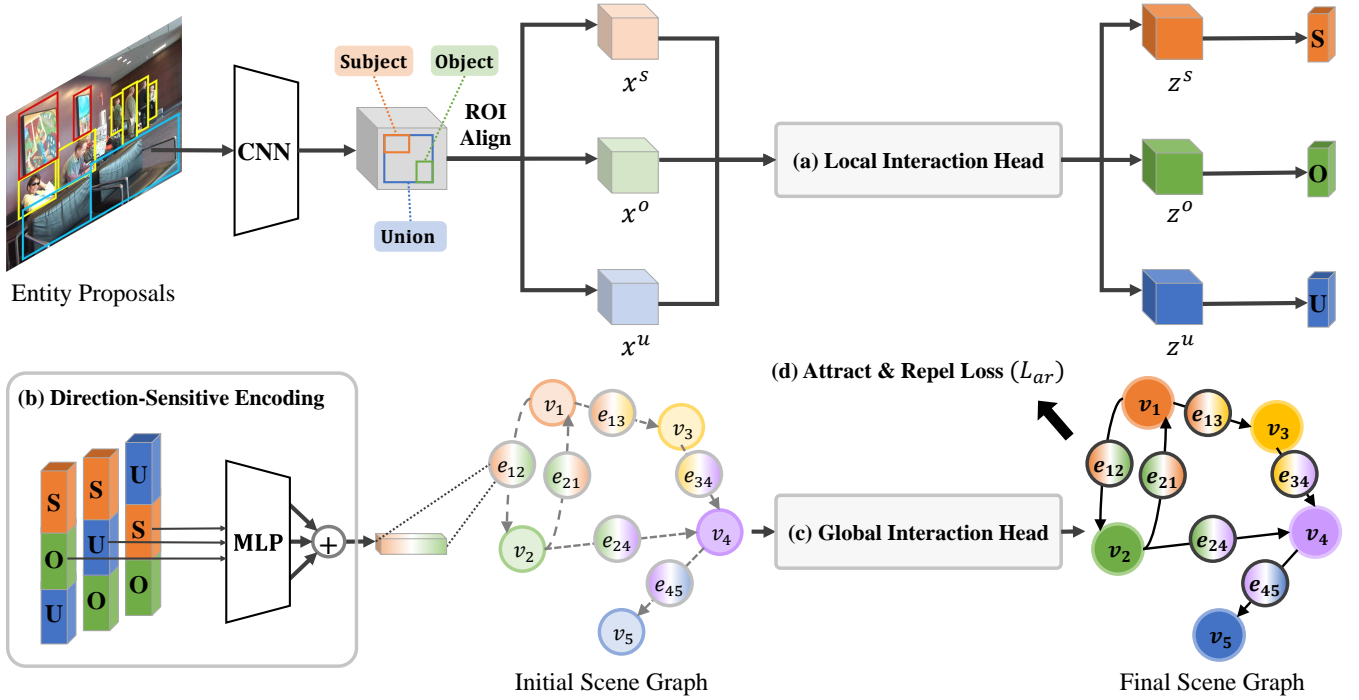 Subject
Object
CNN
Union
ROI
Align
x^s
x^o
x^u
(a) Local Interaction Head
z^s
z^o
z^u
S
O
U
Entity Proposals
(b) Direction-Sensitive Encoding
S
O
U
S
U
O
U
S
O
MLP
+
v_1
e_13
v_3
e_12
e_21
e_34
v_2
e_24
v_4
e_45
v_5
Initial Scene Graph
(c) Global Interaction Head
(d) Attract & Repel Loss (L_ar)
v_1
e_13
v_3
e_12
e_21
e_34
v_2
e_24
v_4
e_45
v_5
Final Scene Graph